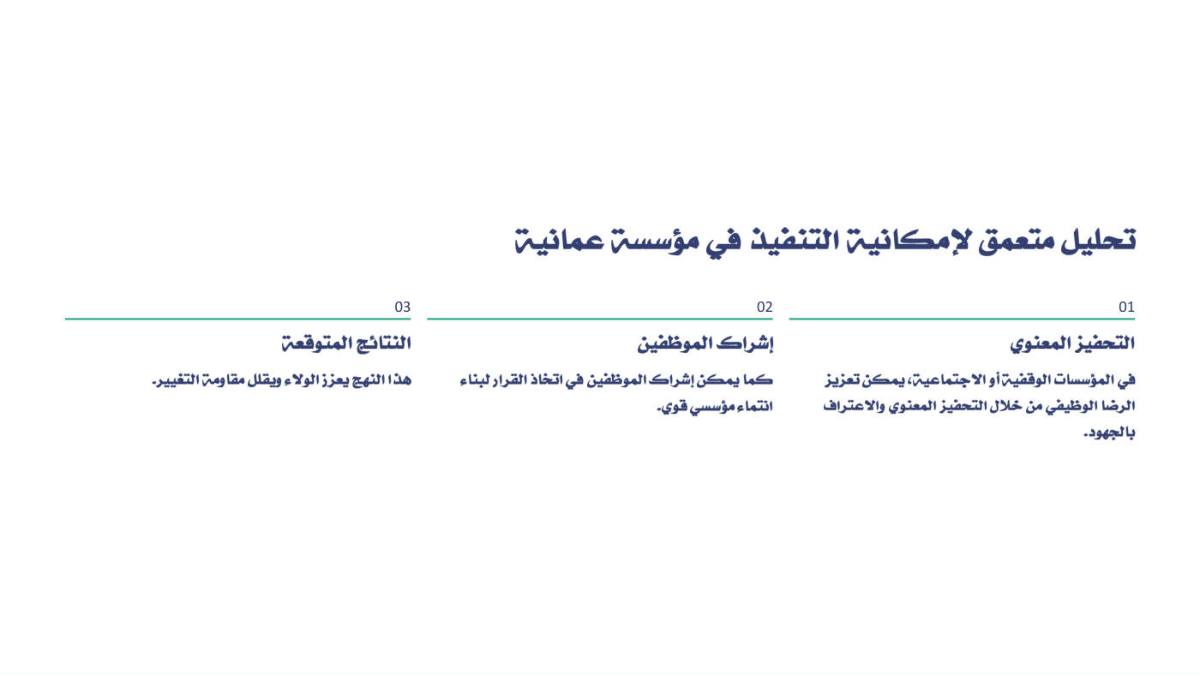 تحليل متعمق لإمكانية التنفيذ في مؤسسة عمانية
01
التحفيز المعنوي
في المؤسسات الوقفية أو الاجتماعية، يمكن تعزيز
الرضا الوظيفي من خلال التحفيز المعنوي والاعتراف
بالجهود.
02
إشراك الموظفين
كما يمكن إشراك الموظفين في اتخاذ القرار لبناء
انتماء مؤسسي قوي.
03
النتائج المتوقعة
هذا النهج يعزز الولاء ويقلل مقاومة التغيير.